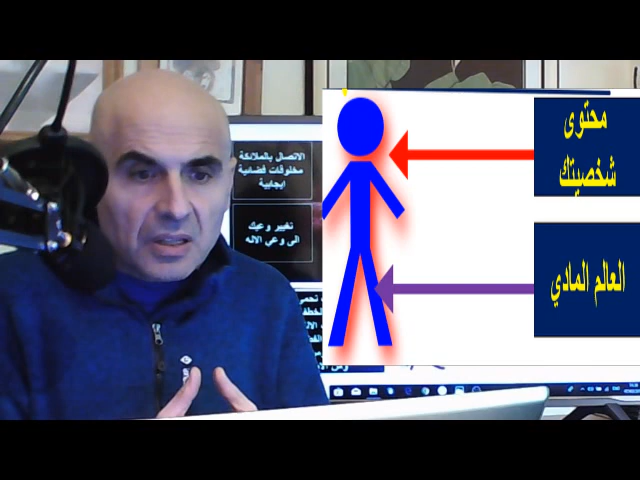 محتوى
شخصيتك
العالم المادي
الاتصال بالملائكة
مخلوقات فضائية
ايجابية
تغيير وعيك
الى وعي الاله